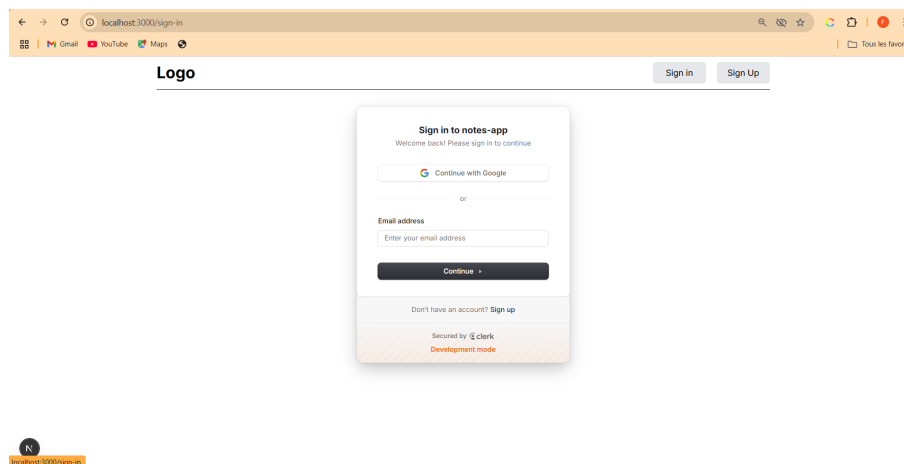 localhost:3000/sign-in
Gmail YouTube Maps Tous les favor
Logo Sign in Sign Up
Sign in to notes-app
Welcome back! Please sign in to continue
Continue with Google
or
Email address
Enter your email address
Continue
Don't have an account? Sign up
Secured by clerk
Development mode
N
localhost:3000/sign-in